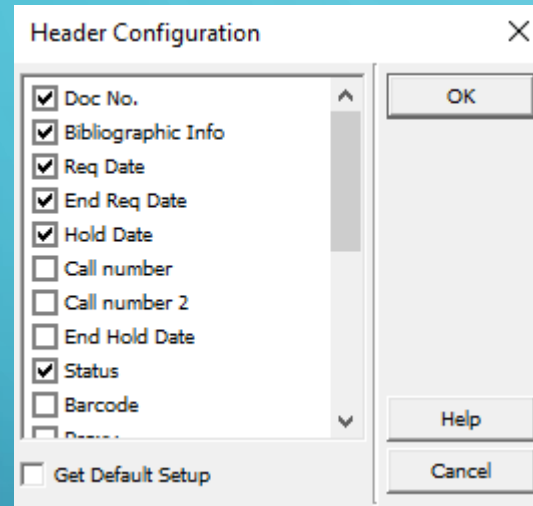 Header Configuration
Doc No.
Bibliographic Info
Req Date
End Req Date
Hold Date
Call number
Call number 2
End Hold Date
Status
Barcode
Get Default Setup
OK
Help
Cancel